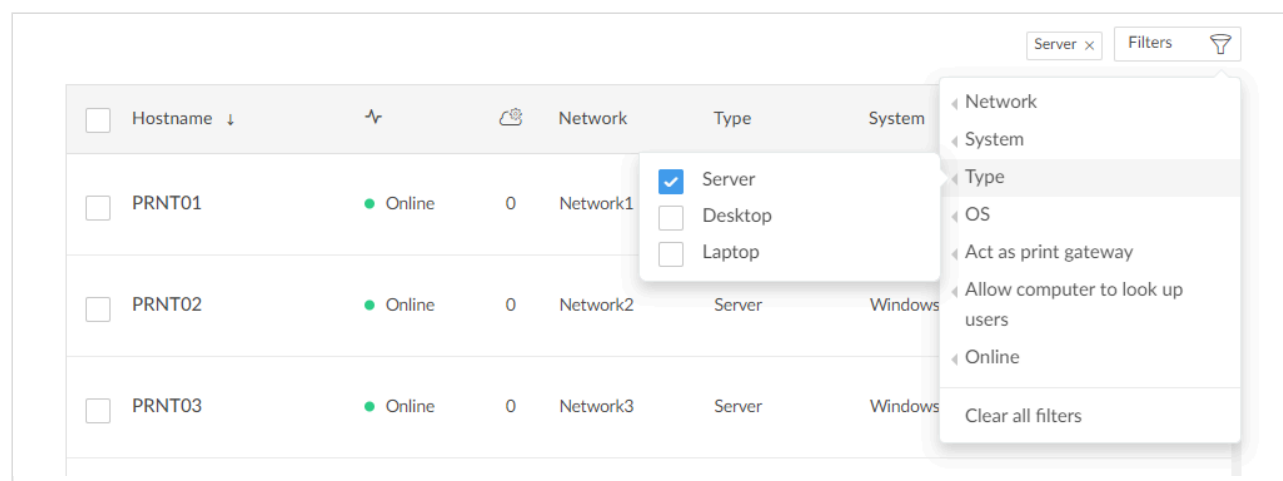 Server ×
Filters
Hostname ↓ Network Type System
PRNT01 Online 0 Network1
PRNT02 Online 0 Network2 Server Windows
PRNT03 Online 0 Network3 Server Windows
Server
Desktop
Laptop
Network
System
Type
OS
Act as print gateway
Allow computer to look up
users
Online
Clear all filters